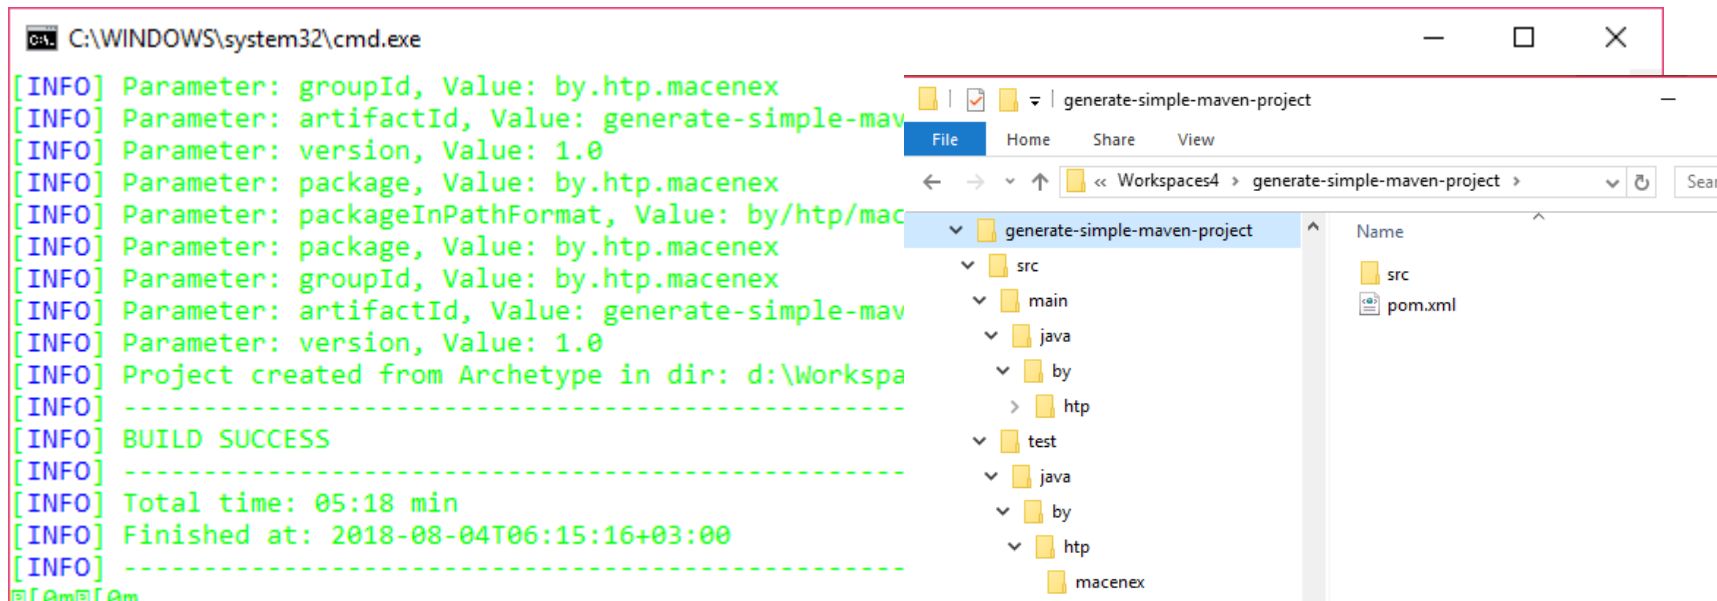 C:\WINDOWS\system32\cmd.exe
[INFO] Parameter: groupId, Value: by.htp.macenex
[INFO] Parameter: artifactId, Value: generate-simple-mav
[INFO] Parameter: version, Value: 1.0
[INFO] Parameter: package, Value: by.htp.macenex
[INFO] Parameter: packageInPathFormat, Value: by/htp/mac
[INFO] Parameter: package, Value: by.htp.macenex
[INFO] Parameter: groupId, Value: by.htp.macenex
[INFO] Parameter: artifactId, Value: generate-simple-mav
[INFO] Parameter: version, Value: 1.0
[INFO] Project created from Archetype in dir: d:\Workspa
[INFO] -------------------------------------------------
[INFO] BUILD SUCCESS
[INFO] -------------------------------------------------
[INFO] Total time: 05:18 min
[INFO] Finished at: 2018-08-04T06:15:16+03:00
[INFO] -------------------------------------------------
generate-simple-maven-project
File Home Share View
« Workspaces4 > generate-simple-maven-project >
Sear
generate-simple-maven-project
src
main
java
by
htp
test
java
by
htp
macenex
Name
src
pom.xml